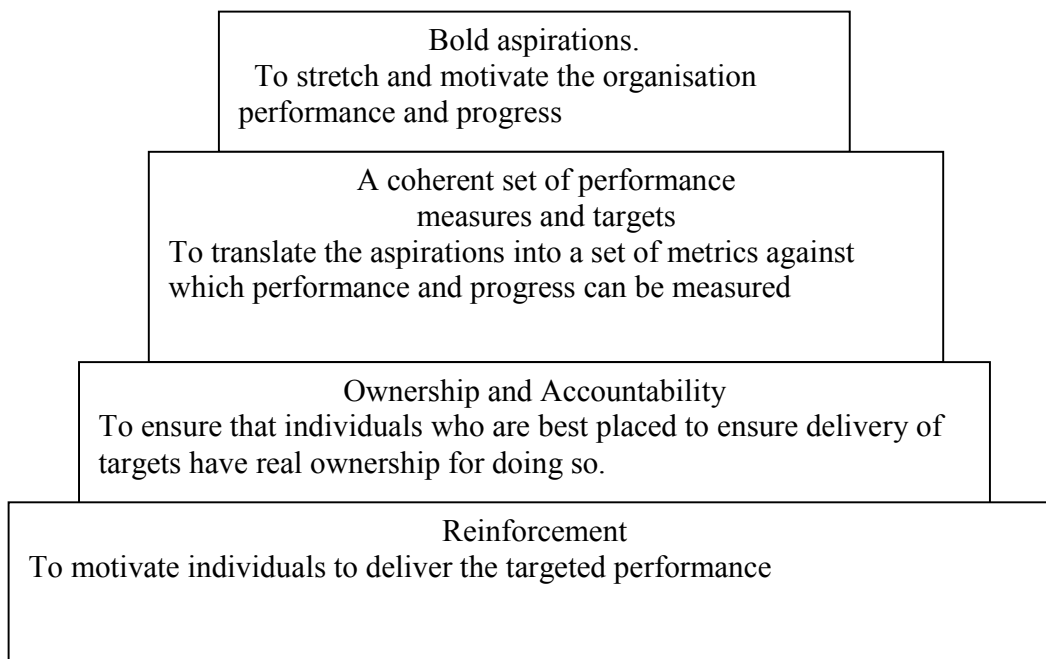 Bold aspirations.
To stretch and motivate the organisation
performance and progress
A coherent set of performance
measures and targets
To translate the aspirations into a set of metrics against
which performance and progress can be measured
Ownership and Accountability
To ensure that individuals who are best placed to ensure delivery of
targets have real ownership for doing so.
Reinforcement
To motivate individuals to deliver the targeted performance